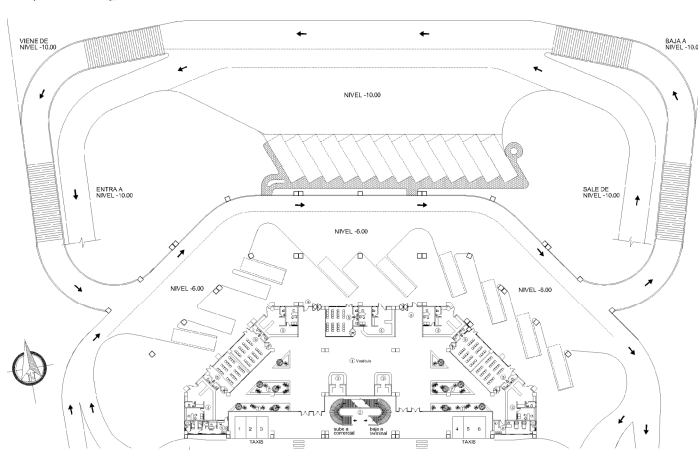 VIENE DE
NIVEL -10.00
BAJA A
NIVEL -10.00
NIVEL -10.00
ENTRA A
NIVEL -10.00
SALE DE
NIVEL -10.00
NIVEL -6.00
NIVEL -6.00
NIVEL -6.00
Vestíbulo
sube a
comercial
baja a
terminal
1 2 3
4 5 6
TAXIS
TAXIS